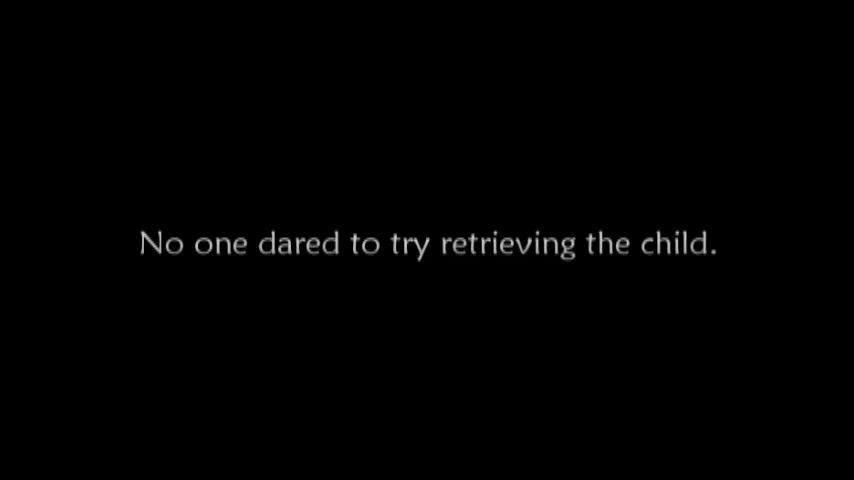 No one dared to try retrieving the child.